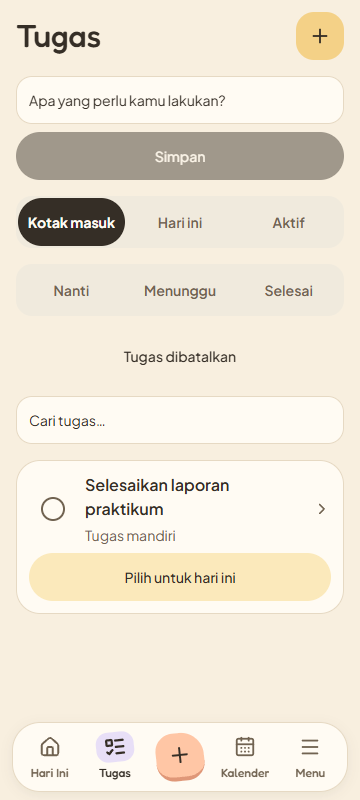 Tugas
Apa yang perlu kamu lakukan?
Simpan
Kotak masuk
Hari ini
Aktif
Nanti
Menunggu
Selesai
Tugas dibatalkan
Cari tugas...
Selesaikan laporan
praktikum
Tugas mandiri
Pilih untuk hari ini
Hari Ini
Tugas
Kalender
Menu